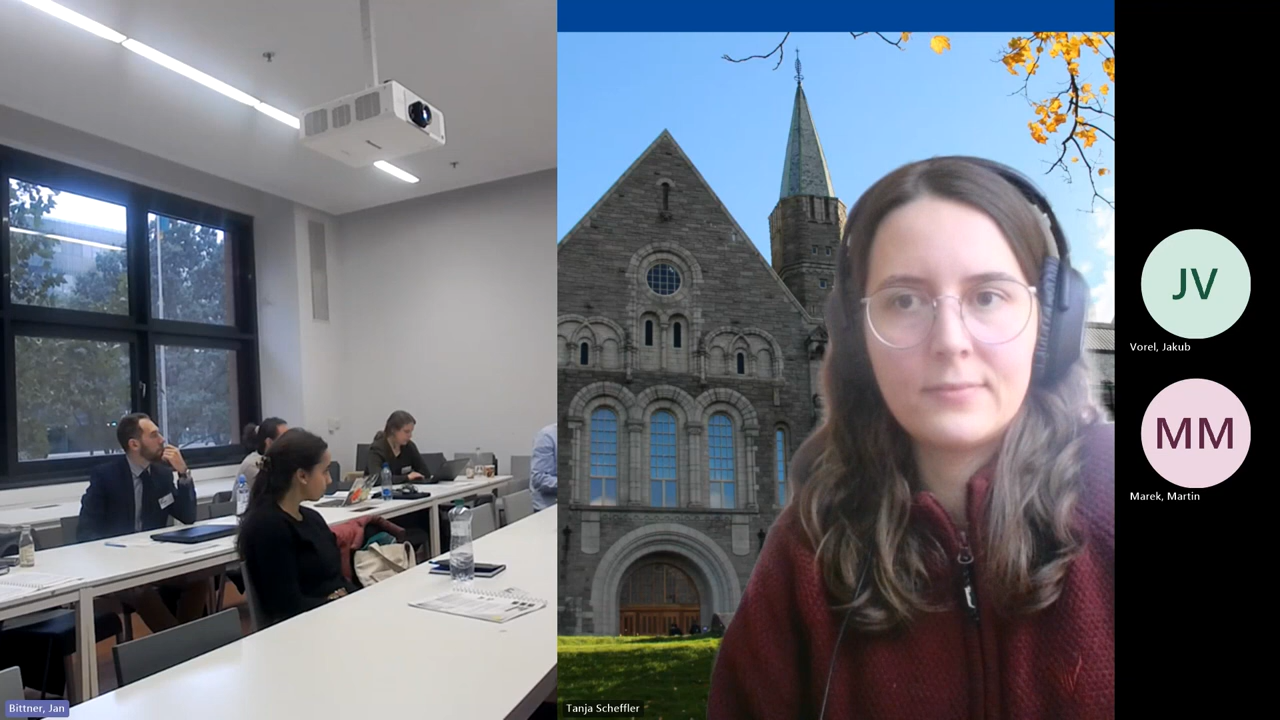 Bittner, Jan
Tanja Scheffler
JV
Vorel, Jakub
MM
Marek, Martin